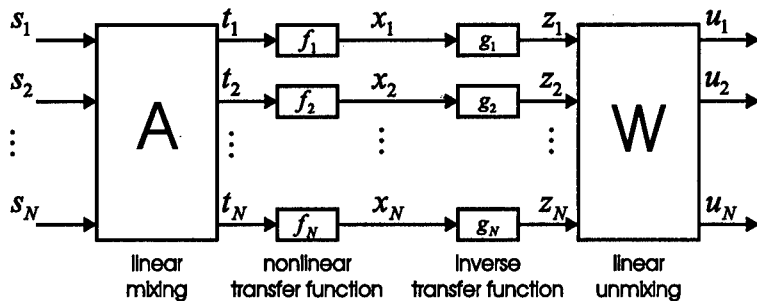 s1 t1 f1 x1 g1 z1 u1
s2 t2 f2 x2 g2 z2 u2
A W
⋮ ⋮ ⋮ ⋮ ⋮
sN tN fN xN gN zN uN
linear mixing
nonlinear transfer function
inverse transfer function
linear unmixing